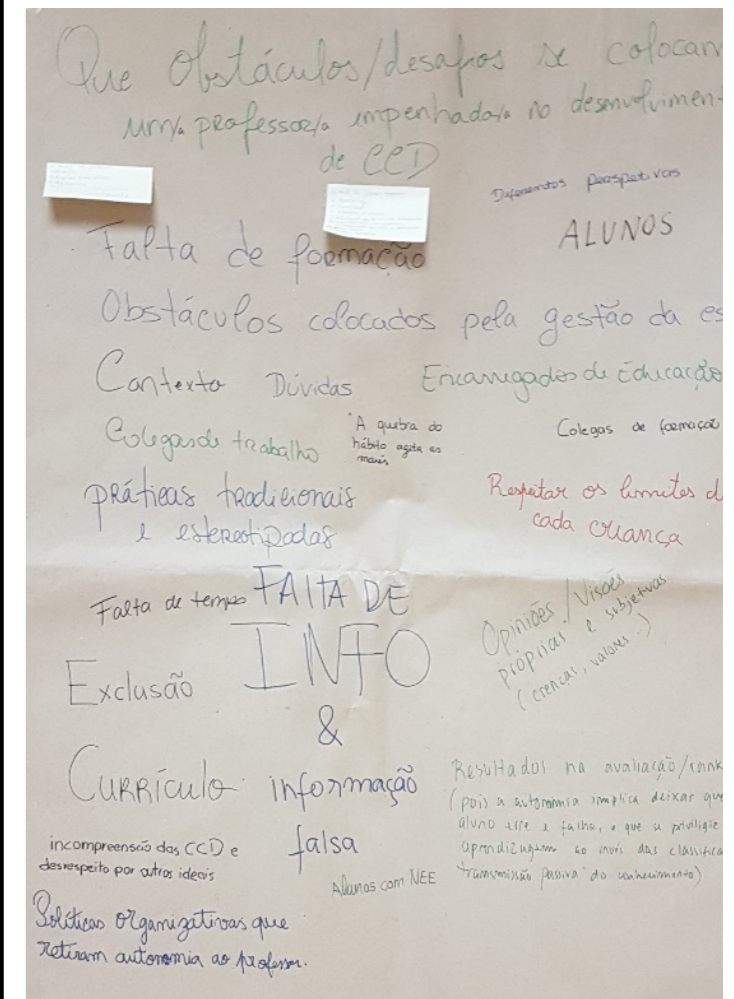 Que Obstáculos/desafios se colocam
um/a professor/a empenhado/a no desenvolvimen
de CCD
Diferentes perspetivas
ALUNOS
Falta de formação
Obstáculos colocados pela gestão da es
Contexto Dúvidas Encarregados de Educação
Colegas de trabalho
"A quebra do
hábito agita as
marés
Colegas de formação
práticas tradicionais
e estereotipadas
Respeitar os limites d
cada criança
Falta de tempo FALTA DE
INFO
&
informação
falsa
Opiniões/Visões
próprias e subjetivas
(crenças, valores...)
Exclusão
Currículo
Resultados na avaliação/rank
(pois a autonomia implica deixar que
aluno erre e falhe, e que se privilegie
aprendizagem ao invés das classifica
transmissão passiva do conhecimento)
incompreensão das CCD e
desrespeito por outros ideais
Alunos com NEE
Políticas organizativas que
retiram autonomia ao professor.